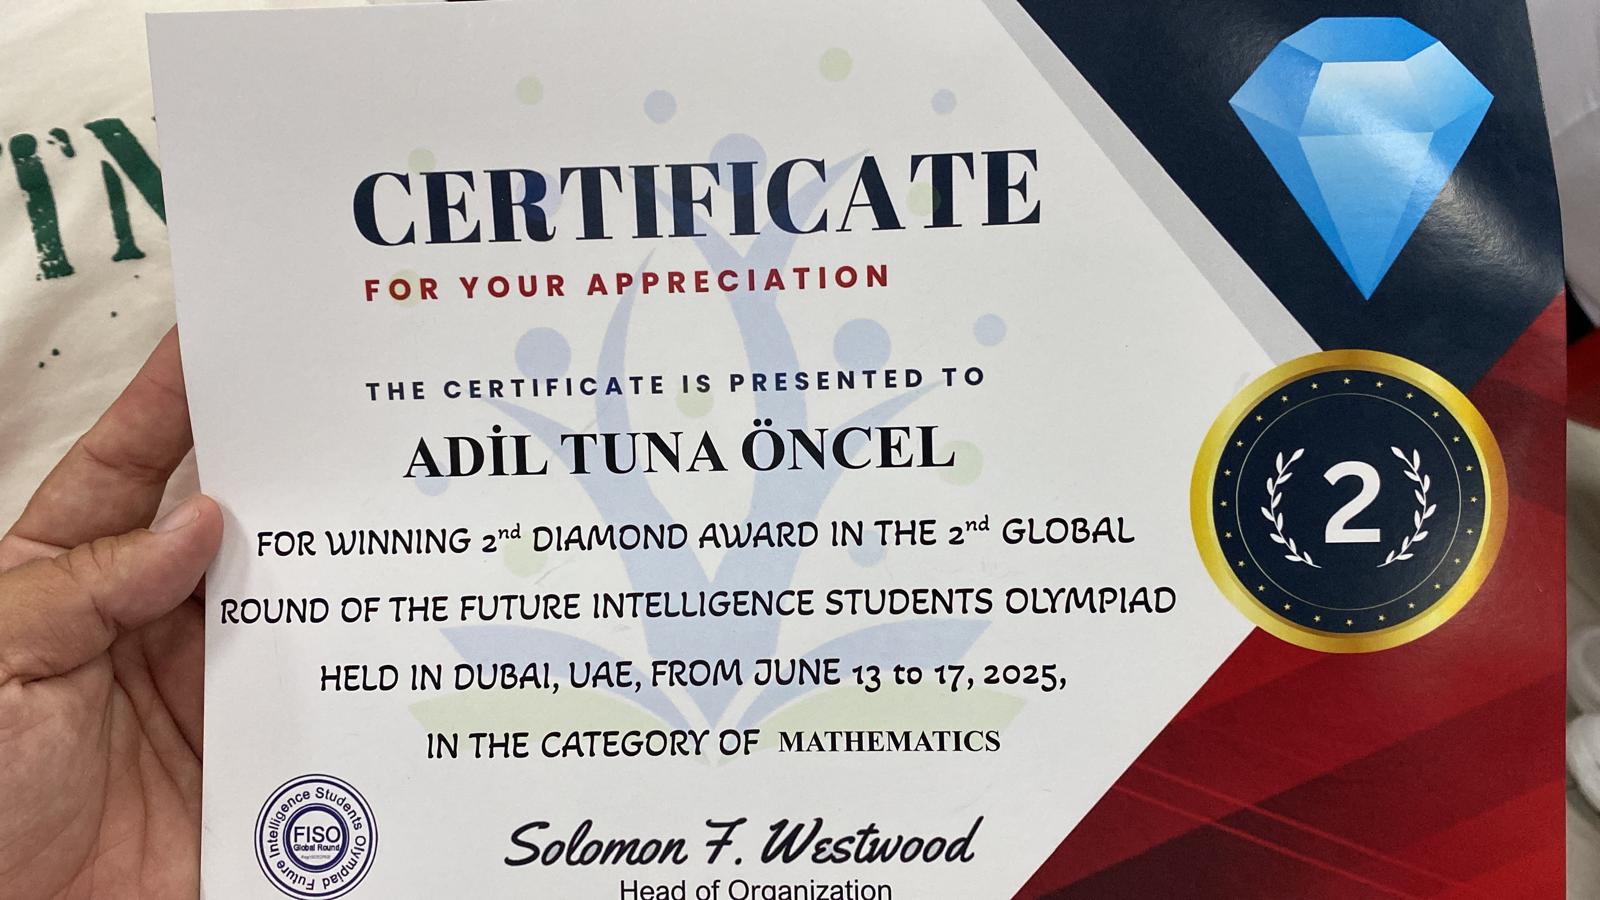 CERTIFICATE
FOR YOUR APPRECIATION
THE CERTIFICATE IS PRESENTED TO
ADİL TUNA ÖNCEL
FOR WINNING 2nd DIAMOND AWARD IN THE 2nd GLOBAL
ROUND OF THE FUTURE INTELLIGENCE STUDENTS OLYMPIAD
HELD IN DUBAI, UAE, FROM JUNE 13 to 17, 2025,
IN THE CATEGORY OF MATHEMATICS
2
Future Intelligence Students Olympiad
FISO
Global Round
Solomon F. Westwood
Head of Organization